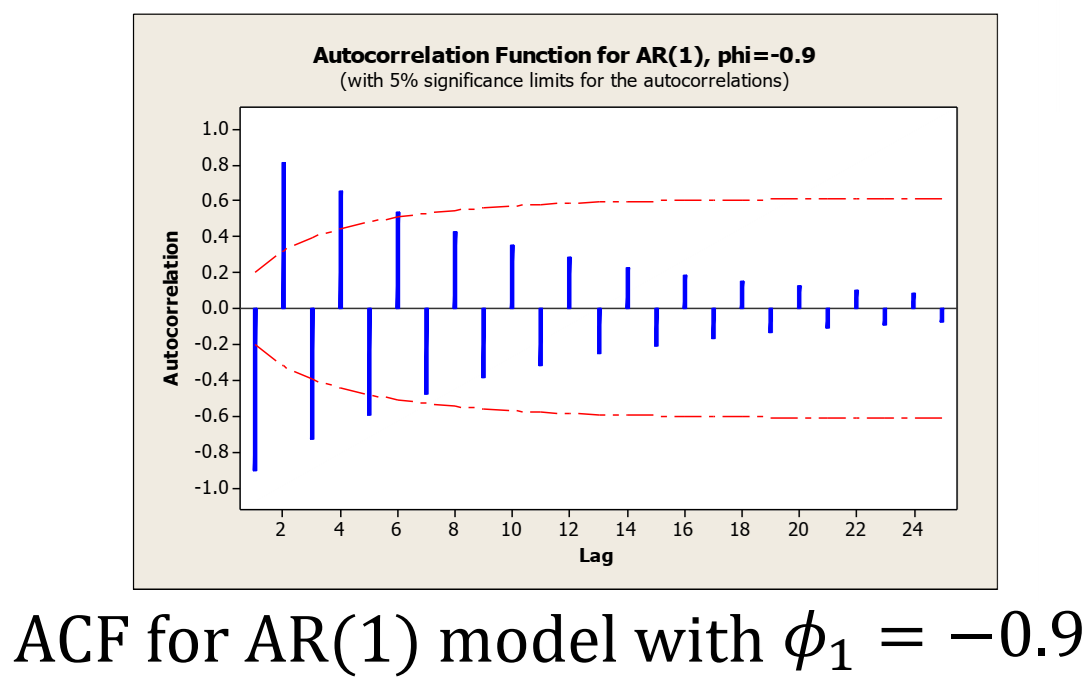 Autocorrelation Function for AR(1), phi=-0.9
(with 5% significance limits for the autocorrelations)
1.0
0.8
0.6
0.4
0.2
0.0
-0.2
-0.4
-0.6
-0.8
-1.0
Autocorrelation
2 4 6 8 10 12 14 16 18 20 22 24
Lag
ACF for AR(1) model with ϕ₁ = −0.9